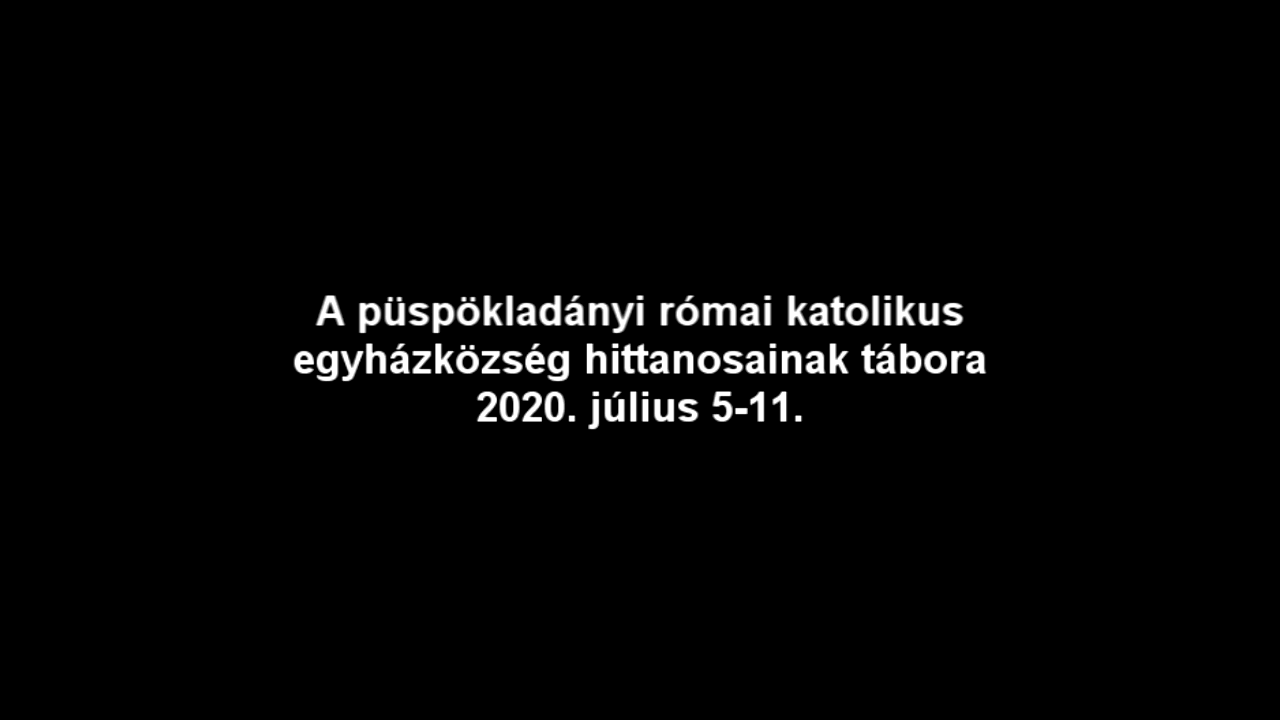 A püspökladányi római katolikus
egyházközség hittanosainak tábora
2020. július 5-11.